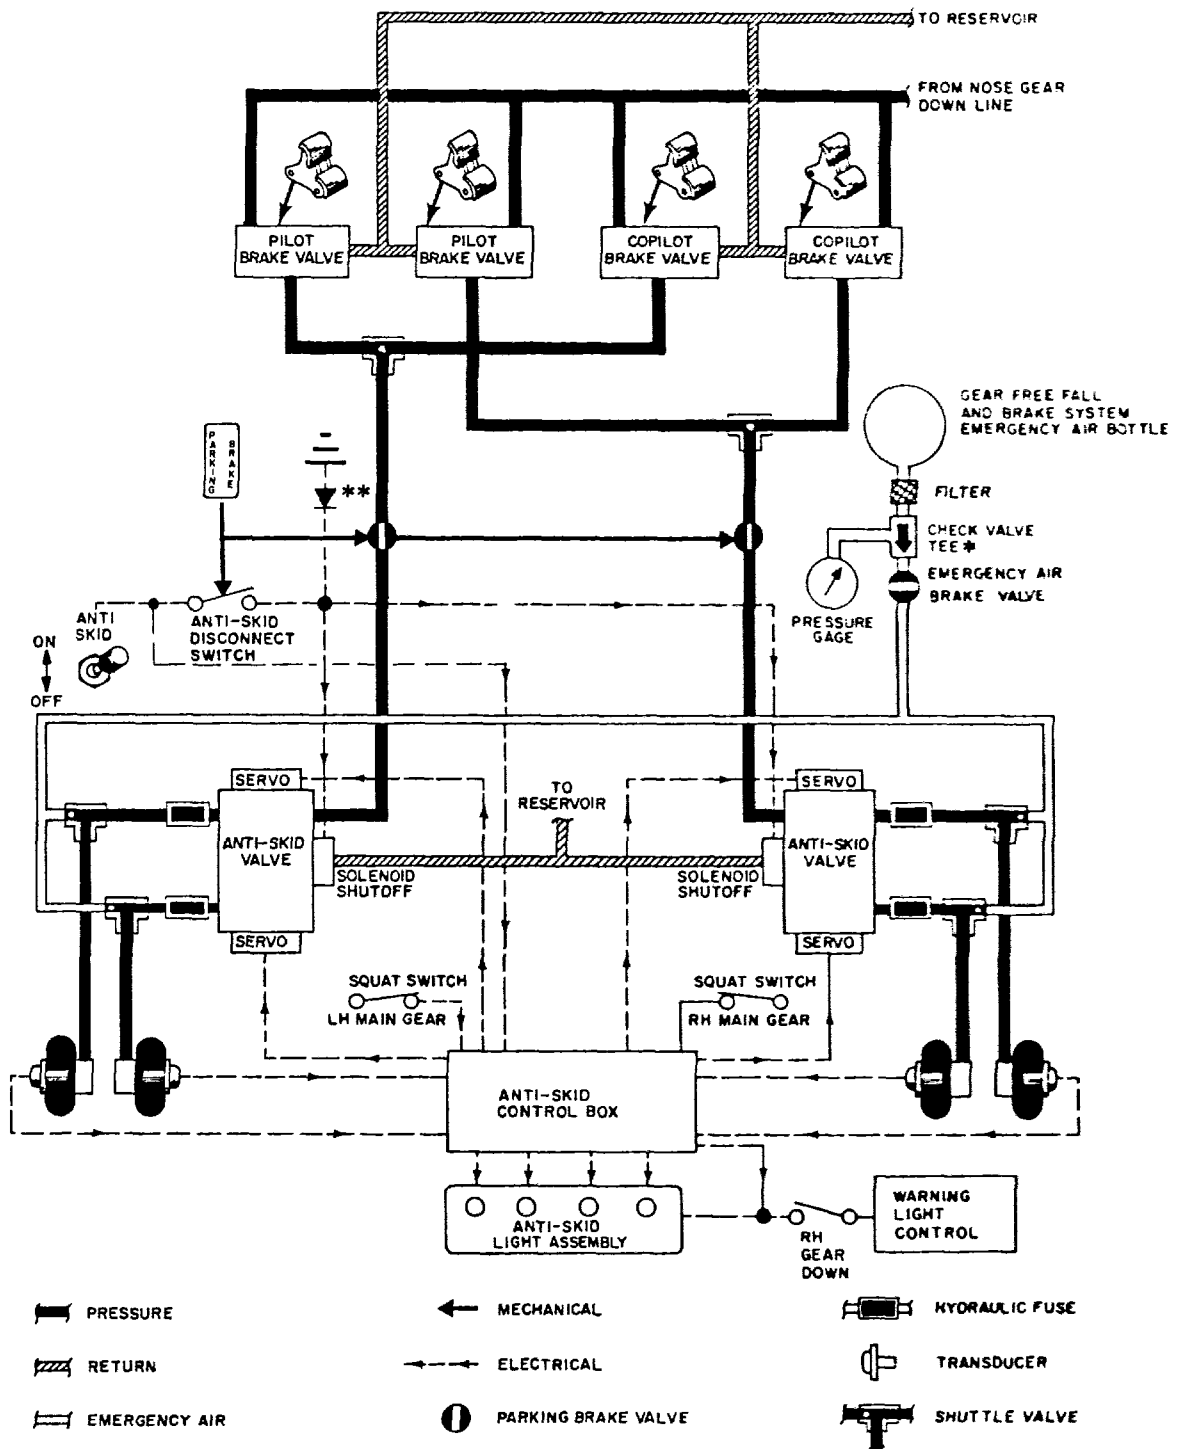 TO RESERVOIR
FROM NOSE GEAR
DOWN LINE
PILOT
BRAKE VALVE
PILOT
BRAKE VALVE
COPILOT
BRAKE VALVE
COPILOT
BRAKE VALVE
GEAR FREE FALL
AND BRAKE SYSTEM
EMERGENCY AIR BOTTLE
PARKING
BRAKE
**
FILTER
CHECK VALVE
TEE*
EMERGENCY AIR
BRAKE VALVE
PRESSURE
GAGE
ANTI
SKID
ON
OFF
ANTI-SKID
DISCONNECT
SWITCH
SERVO
ANTI-SKID
VALVE
SERVO
SOLENOID
SHUTOFF
TO
RESERVOIR
SOLENOID
SHUTOFF
SERVO
ANTI-SKID
VALVE
SERVO
SQUAT SWITCH
LH MAIN GEAR
SQUAT SWITCH
RH MAIN GEAR
ANTI-SKID
CONTROL BOX
ANTI-SKID
LIGHT ASSEMBLY
RH
GEAR
DOWN
WARNING
LIGHT
CONTROL
PRESSURE
MECHANICAL
HYDRAULIC FUSE
RETURN
ELECTRICAL
TRANSDUCER
EMERGENCY AIR
PARKING BRAKE VALVE
SHUTTLE VALVE